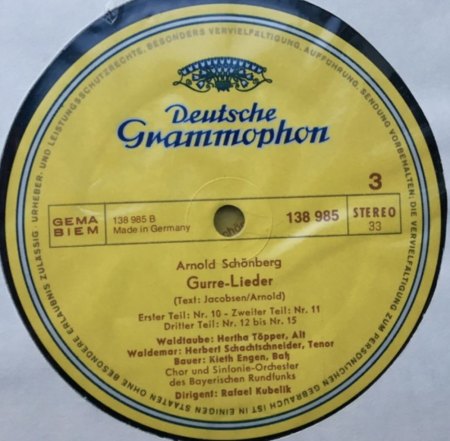 URHEBER- UND LEISTUNGSSCHUTZRECHTE, BESONDERS VERVIELFÄLTIGUNG, AUFFÜHRUNG, SENDUNG VORBEHALTEN; DIE VERVIELFÄLTIGUNG ZUM PERSÖNLICHEN GEBRAUCH IST IN EINIGEN STAATEN OHNE BESONDERE ERLAUBNIS ZULÄSSIG ·
Deutsche
Grammophon
3
GEMA
BIEM
138 985 B
Made in Germany
138 985
STEREO
33
Arnold Schönberg
Gurre-Lieder
(Text: Jacobsen/Arnold)
Erster Teil: Nr. 10 - Zweiter Teil: Nr. 11
Dritter Teil: Nr. 12 bis Nr. 15
Waldtaube: Hertha Töpper, Alt
Waldemar: Herbert Schachtschneider, Tenor
Bauer: Kieth Engen, Baß
Chor und Sinfonie-Orchester
des Bayerischen Rundfunks
Dirigent: Rafael Kubelik